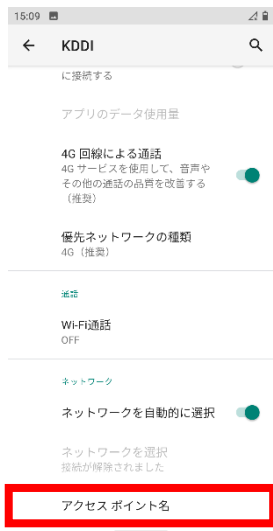 15:09
KDDI
に接続する
アプリのデータ使用量
4G 回線による通話
4G サービスを使用して、音声や
その他の通話の品質を改善する
（推奨）
優先ネットワークの種類
4G（推奨）
通話
Wi-Fi通話
OFF
ネットワーク
ネットワークを自動的に選択
ネットワークを選択
接続が解除されました
アクセス ポイント名